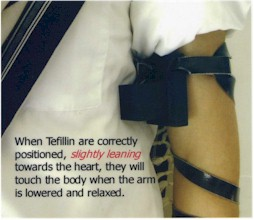 When Tefillin are correctly
positioned, slightly leaning
towards the heart, they will
touch the body when the arm
is lowered and relaxed.